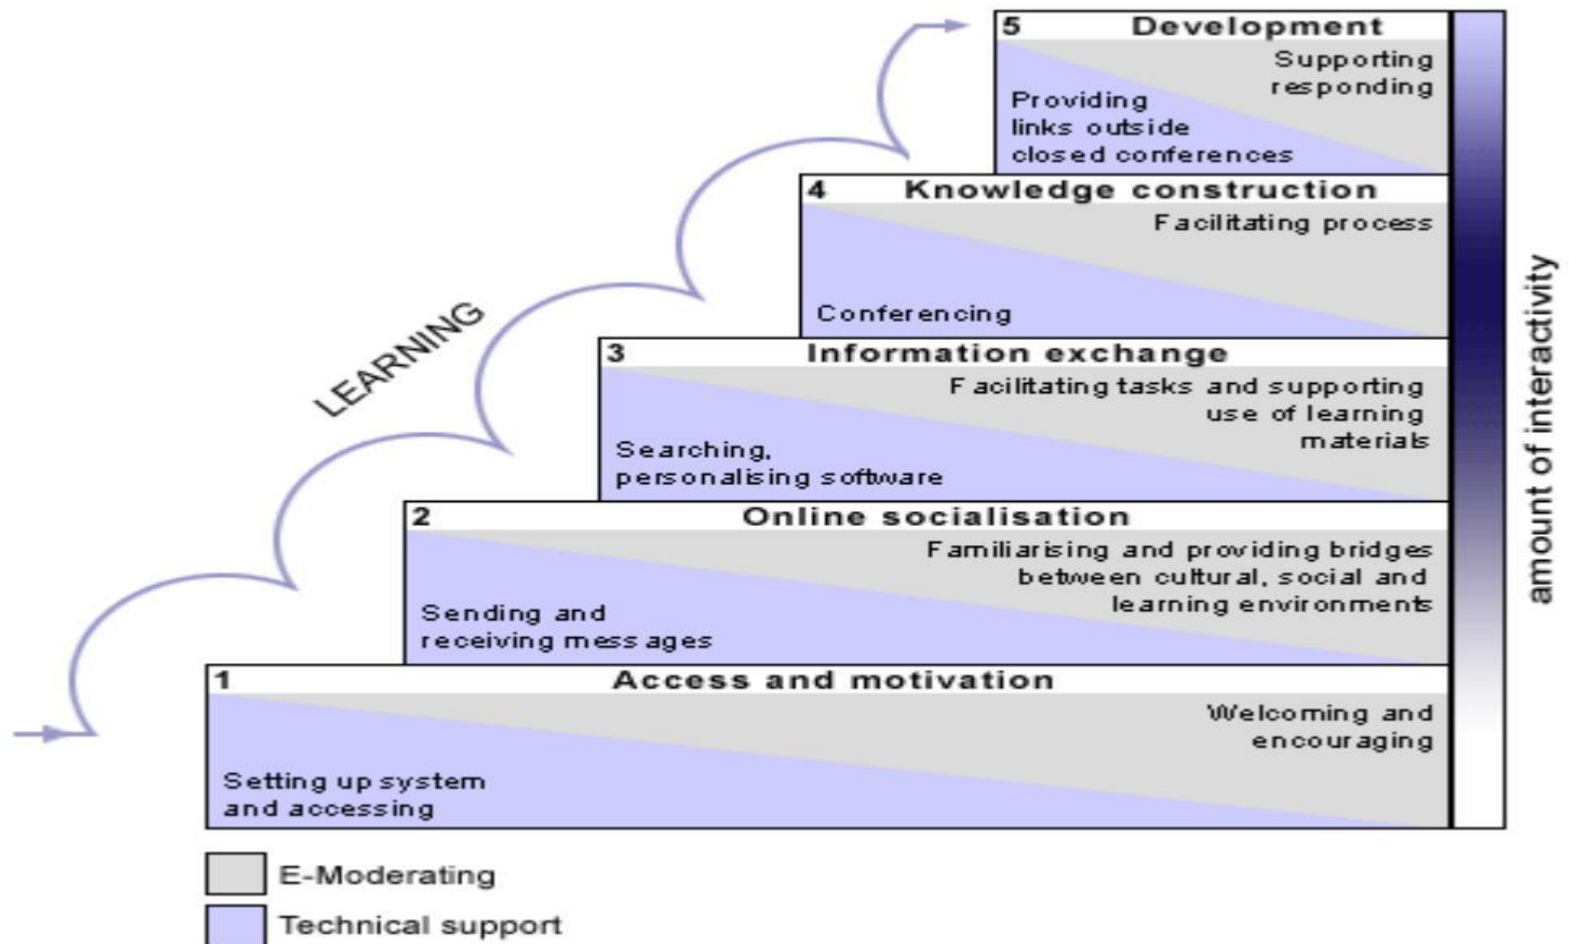 5 Development
Supporting
responding
Providing
links outside
closed conferences
4 Knowledge construction
Facilitating process
Conferencing
3 Information exchange
Facilitating tasks and supporting
use of learning
materials
Searching,
personalising software
2 Online socialisation
Familiarising and providing bridges
between cultural, social and
learning environments
Sending and
receiving messages
1 Access and motivation
Welcoming and
encouraging
Setting up system
and accessing
LEARNING
amount of interactivity
E-Moderating
Technical support